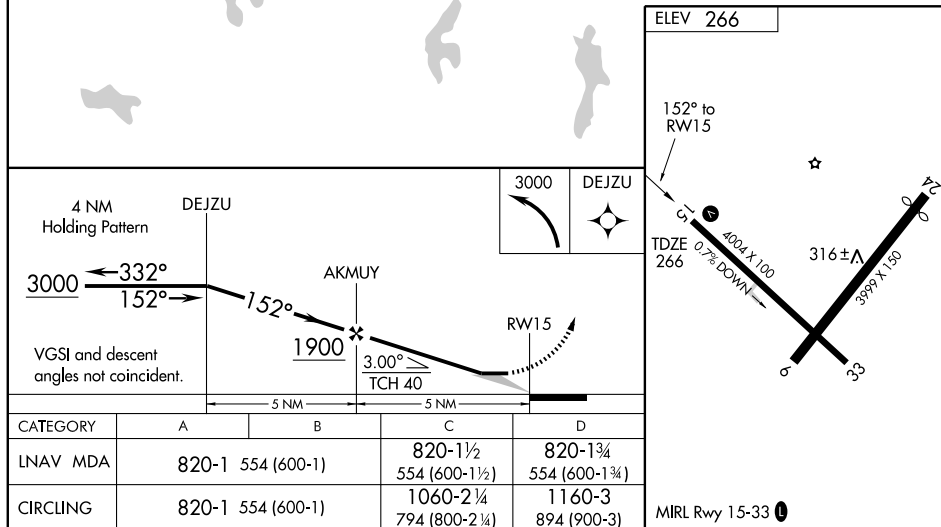 4 NM
Holding Pattern
DEJZU
3000
332°
152°
152°
AKMUY
1900
3.00°
TCH 40
RW15
VGSI and descent
angles not coincident.
5 NM
5 NM
3000
DEJZU
CATEGORY A B C D
LNAV MDA 820-1 554 (600-1) 820-1½ 554 (600-1½) 820-1¾ 554 (600-1¾)
CIRCLING 820-1 554 (600-1) 1060-2¼ 794 (800-2¼) 1160-3 894 (900-3)
ELEV 266
152° to
RW15
15
V
TDZE
266
4004 X 100
0.7% DOWN
316±
3999 X 150
24
6
33
MIRL Rwy 15-33 L